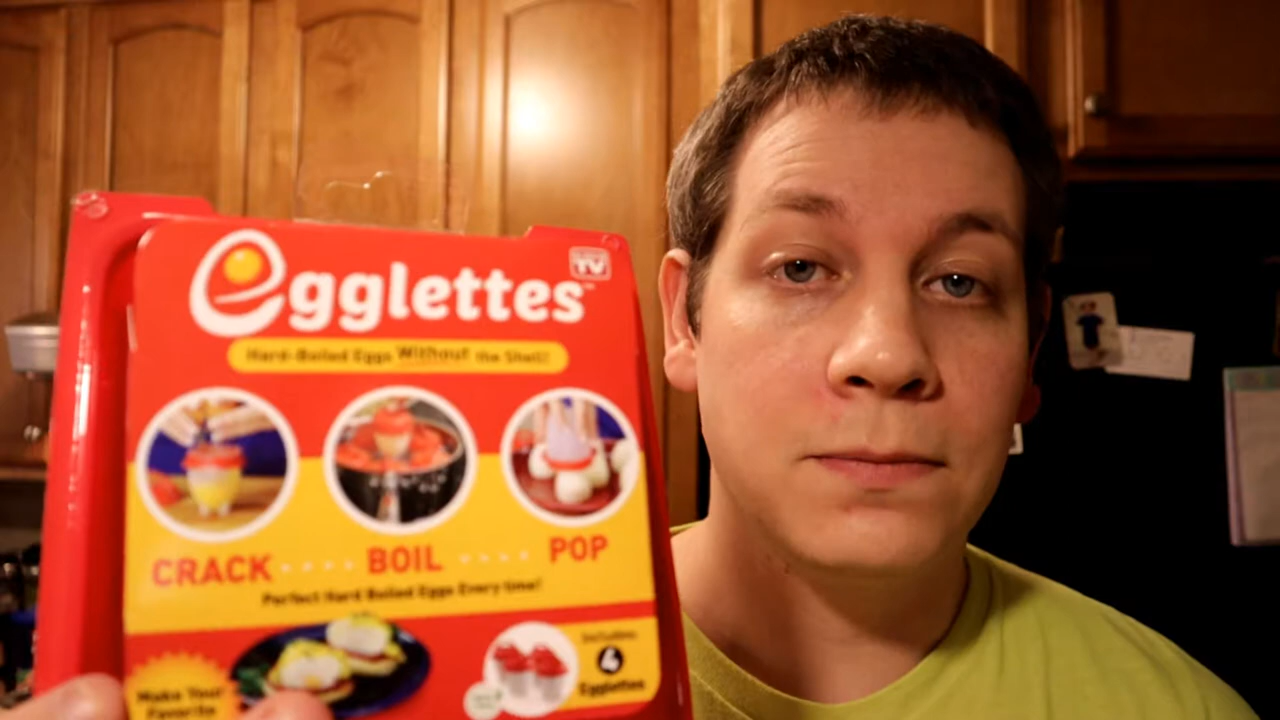 egglettes
TV
Hard-Boiled Eggs Without the Shell!
CRACK .... BOIL .... POP
Perfect Hard Boiled Eggs Every time!
Includes
4
Egglettes
Make Your
Favorite